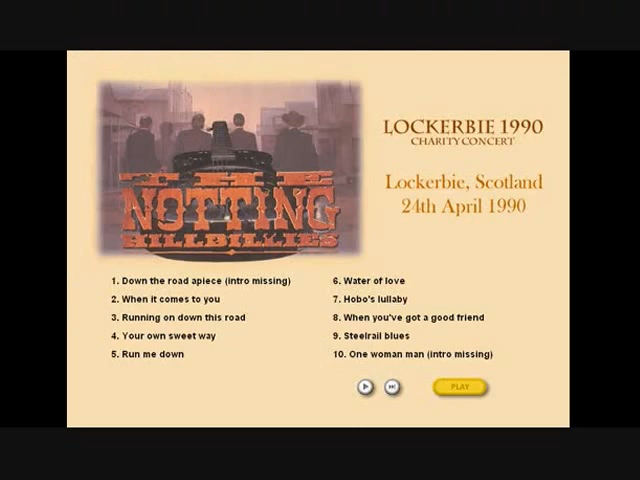 THE
NOTTING
HILLBILLIES
LOCKERBIE 1990
CHARITY CONCERT
Lockerbie, Scotland
24th April 1990
1. Down the road apiece (intro missing)
2. When it comes to you
3. Running on down this road
4. Your own sweet way
5. Run me down
6. Water of love
7. Hobo's lullaby
8. When you've got a good friend
9. Steelrail blues
10. One woman man (intro missing)
PLAY